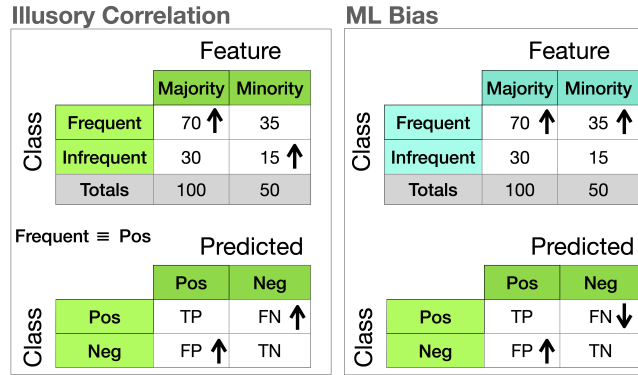 Illusory Correlation
Feature
Majority Minority
Class
Frequent 70 35
Infrequent 30 15
Totals 100 50
Frequent ≡ Pos
Predicted
Pos Neg
Class
Pos TP FN
Neg FP TN
ML Bias
Feature
Majority Minority
Class
Frequent 70 35
Infrequent 30 15
Totals 100 50
Predicted
Pos Neg
Class
Pos TP FN
Neg FP TN